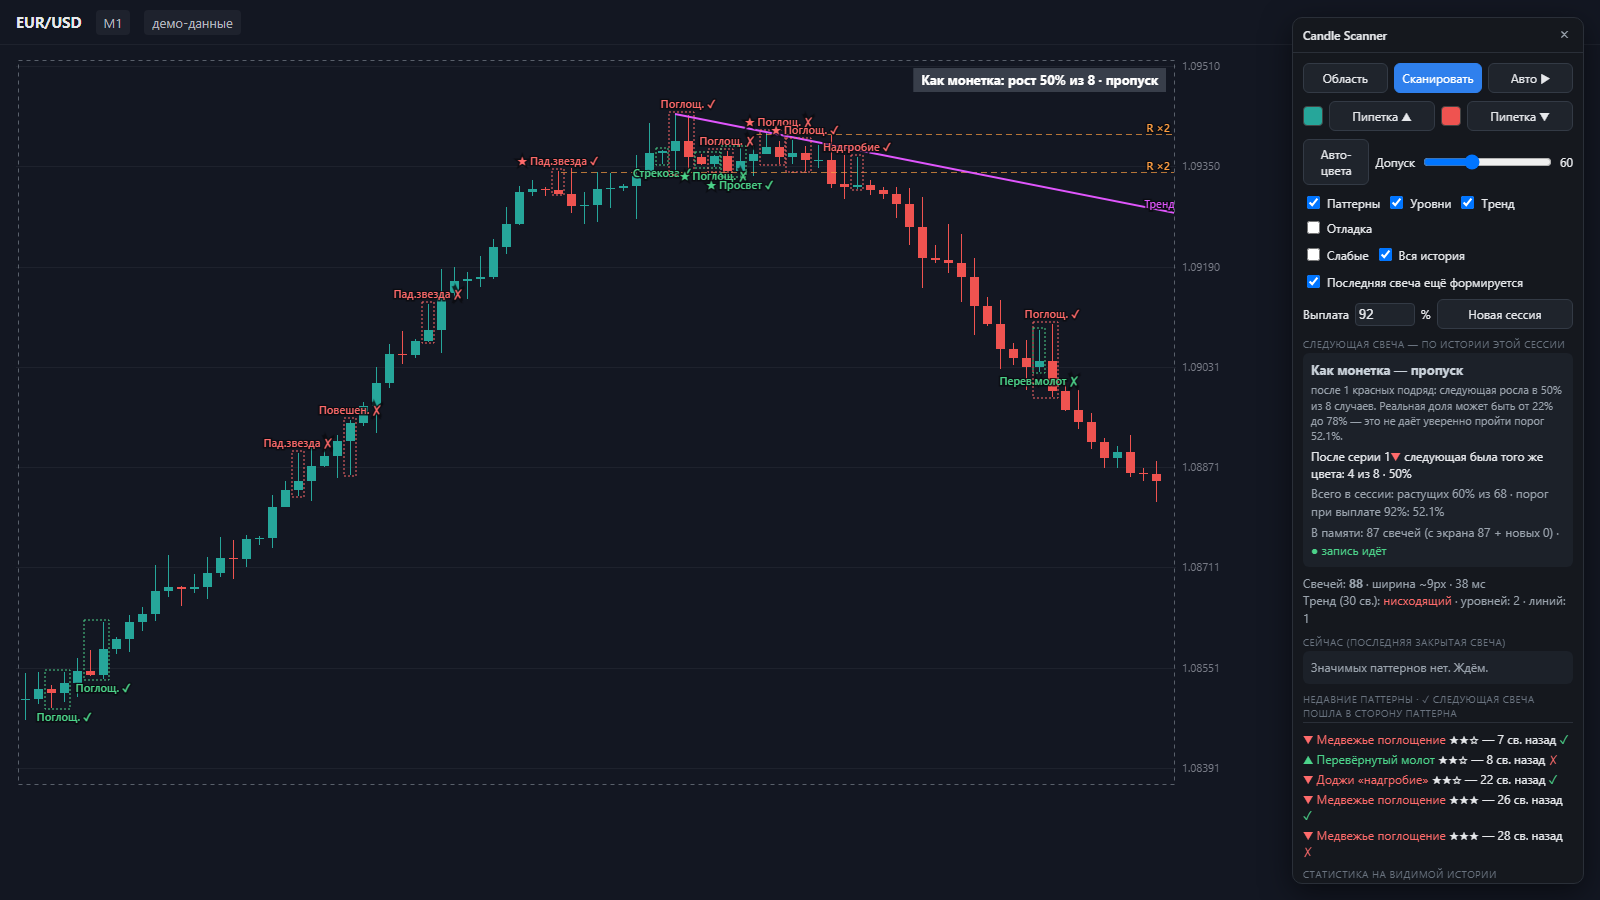 EUR/USD M1 демо-данные
Как монетка: рост 50% из 8 · пропуск
1.09510
1.09350
1.09190
1.09031
1.08871
1.08711
1.08551
1.08391
R ×2
R ×2
Тренд
Поглощ. ✓
★ Поглощ. ✗
★ Поглощ. ✓
Поглощ. ✗
Надгробие ✓
★ Пад.звезда ✓
Стрекоза ✓
★ Поглощ. ✗
★ Просвет ✓
Пад.звезда ✗
Поглощ. ✓
Перев.молот ✗
Повешен. ✗
Пад.звезда ✗
Поглощ. ✓
Поглощ. ✓
Candle Scanner ×
Область Сканировать Авто ▶
Пипетка ▲ Пипетка ▼
Авто-
цвета
Допуск 60
Паттерны Уровни Тренд
Отладка
Слабые Вся история
Последняя свеча ещё формируется
Выплата 92 % Новая сессия
СЛЕДУЮЩАЯ СВЕЧА — ПО ИСТОРИИ ЭТОЙ СЕССИИ
Как монетка — пропуск
после 1 красных подряд: следующая росла в 50%
из 8 случаев. Реальная доля может быть от 22%
до 78% — это не даёт уверенно пройти порог
52.1%.
После серии 1▼ следующая была того же
цвета: 4 из 8 · 50%
Всего в сессии: растущих 60% из 68 · порог
при выплате 92%: 52.1%
В памяти: 87 свечей (с экрана 87 + новых 0) ·
● запись идёт
Свечей: 88 · ширина ~9px · 38 мс
Тренд (30 св.): нисходящий · уровней: 2 · линий:
1
СЕЙЧАС (ПОСЛЕДНЯЯ ЗАКРЫТАЯ СВЕЧА)
Значимых паттернов нет. Ждём.
НЕДАВНИЕ ПАТТЕРНЫ · ✓ СЛЕДУЮЩАЯ СВЕЧА
ПОШЛА В СТОРОНУ ПАТТЕРНА
▼ Медвежье поглощение ★★☆ — 7 св. назад ✓
▲ Перевёрнутый молот ★★☆ — 8 св. назад ✗
▼ Доджи «надгробие» ★★☆ — 22 св. назад ✓
▼ Медвежье поглощение ★★★ — 26 св. назад
✓
▼ Медвежье поглощение ★★★ — 28 св. назад
✗
СТАТИСТИКА НА ВИДИМОЙ ИСТОРИИ